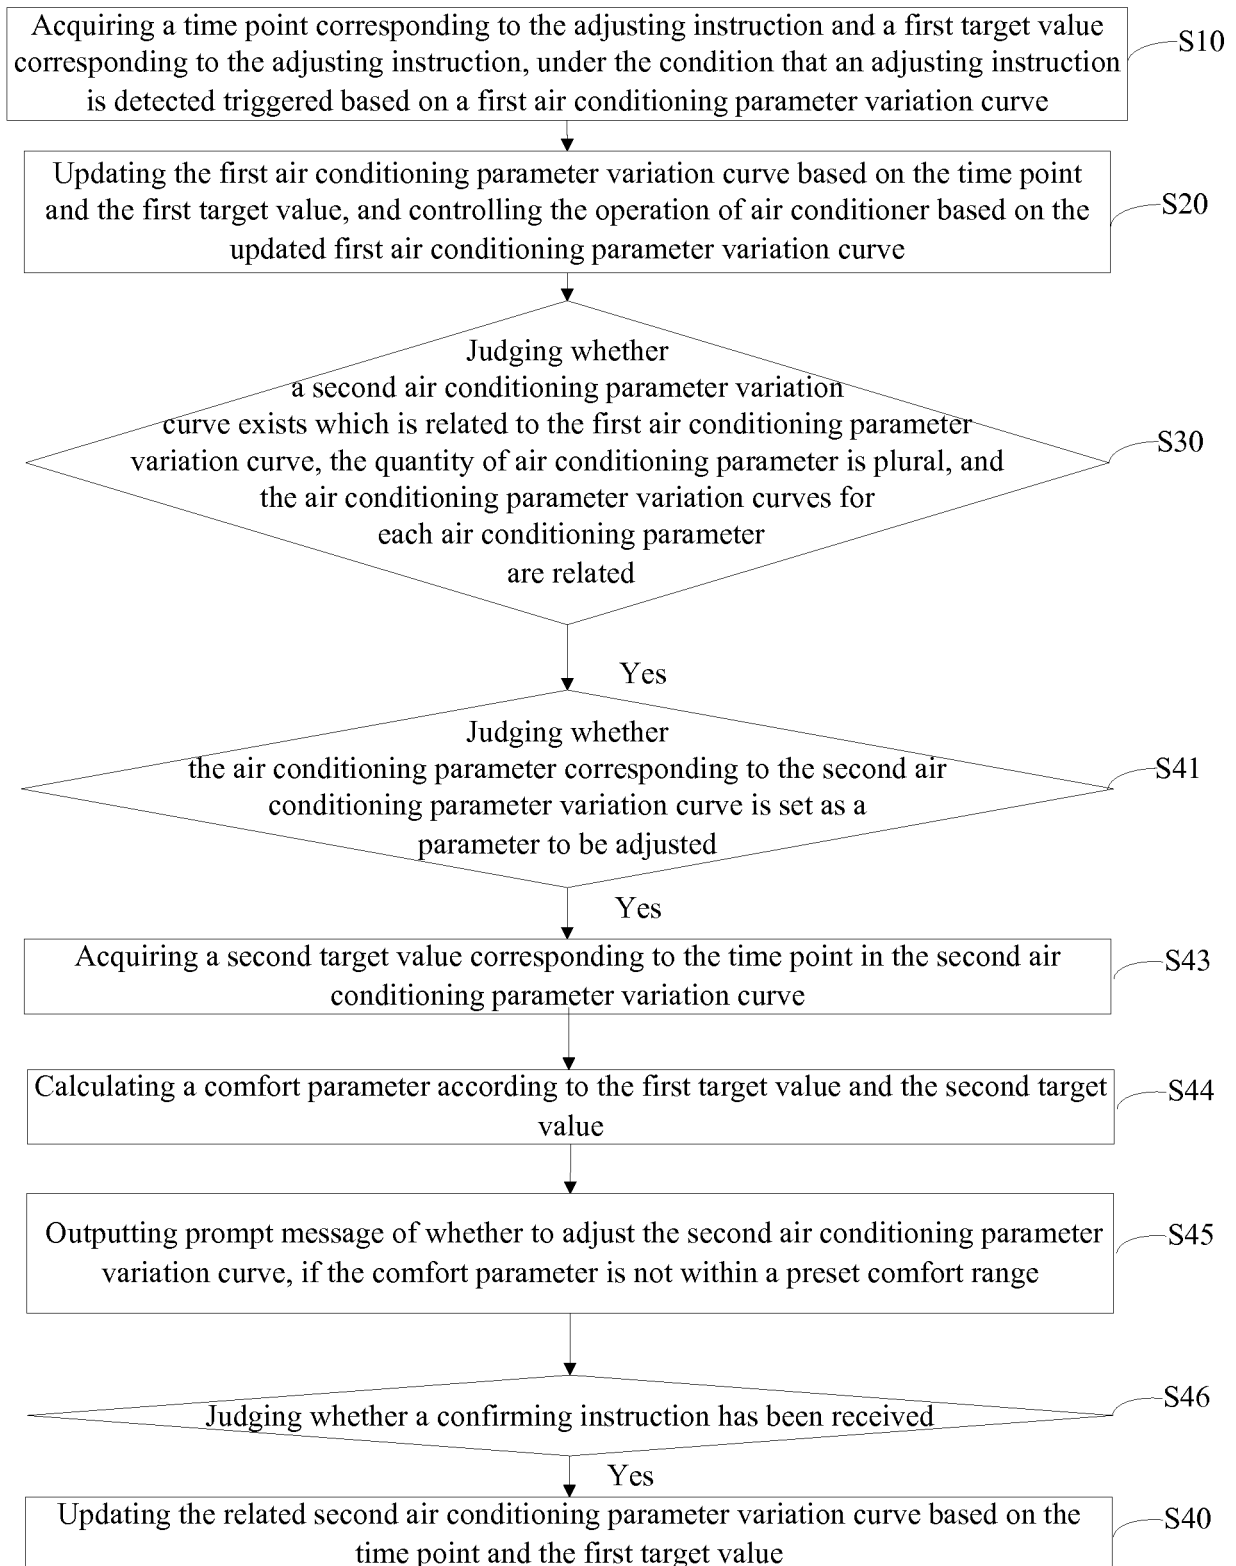 Acquiring a time point corresponding to the adjusting instruction and a first target value
corresponding to the adjusting instruction, under the condition that an adjusting instruction
is detected triggered based on a first air conditioning parameter variation curve
S10
Updating the first air conditioning parameter variation curve based on the time point
and the first target value, and controlling the operation of air conditioner based on the
updated first air conditioning parameter variation curve
S20
Judging whether
a second air conditioning parameter variation
curve exists which is related to the first air conditioning parameter
variation curve, the quantity of air conditioning parameter is plural, and
the air conditioning parameter variation curves for
each air conditioning parameter
are related
S30
Yes
Judging whether
the air conditioning parameter corresponding to the second air
conditioning parameter variation curve is set as a
parameter to be adjusted
S41
Yes
Acquiring a second target value corresponding to the time point in the second air
conditioning parameter variation curve
S43
Calculating a comfort parameter according to the first target value and the second target
value
S44
Outputting prompt message of whether to adjust the second air conditioning parameter
variation curve, if the comfort parameter is not within a preset comfort range
S45
Judging whether a confirming instruction has been received
S46
Yes
Updating the related second air conditioning parameter variation curve based on the
time point and the first target value
S40